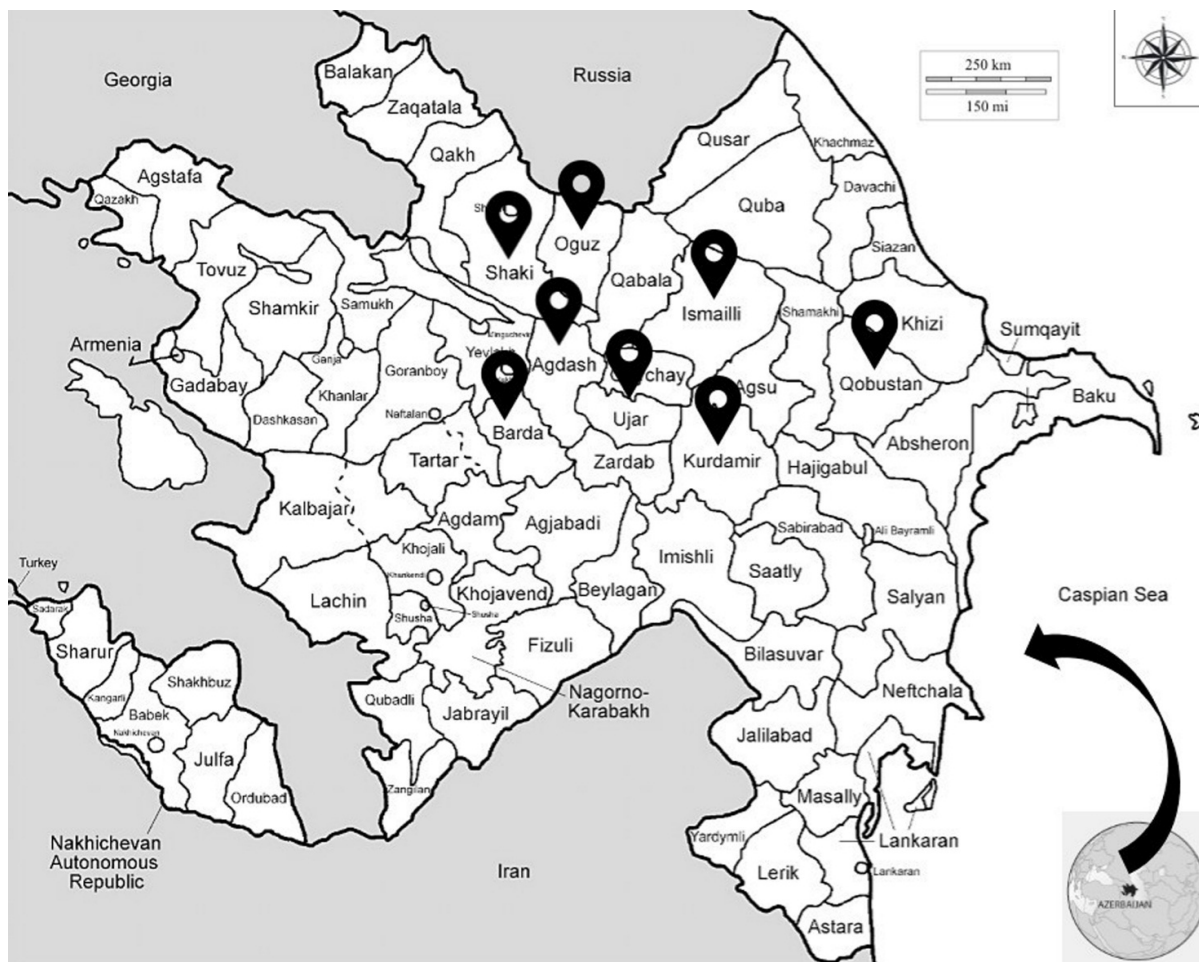 Georgia
Russia
250 km
150 mi
Balakan
Zaqatala
Qakh
Qusar
Khachmaz
Agstafa
Qazakh
Davachi
Quba
Oguz
Siazan
Shaki
Tovuz
Qabala
Shamkir
Samukh
Ismailli
Shamakhi
Khizi
Sumqayit
Armenia
Ganja
Goranboy
Agdash
Gadabay
Khanlar
Qobustan
Agsu
Baku
Dashkasan
Naftalan
Ujar
Barda
Absheron
Tartar
Zardab
Kurdamir
Hajigabul
Kalbajar
Agdam
Agjabadi
Sabirabad
Ali Bayramli
Khojali
Imishli
Turkey
Khankendi
Saatly
Khojavend
Beylagan
Caspian Sea
Lachin
Salyan
Sadarak
Shusha
Shusha
Sharur
Fizuli
Bilasuvar
Shakhbuz
Neftchala
Kangarli
Qubadli
Nagorno-
Karabakh
Babek
Jabrayil
Nakhichevan
Jalilabad
Julfa
Zangilan
Ordubad
Masally
Nakhichevan
Autonomous
Republic
Yardymli
Lankaran
Iran
Lerik
Lankaran
AZERBAIJAN
Astara